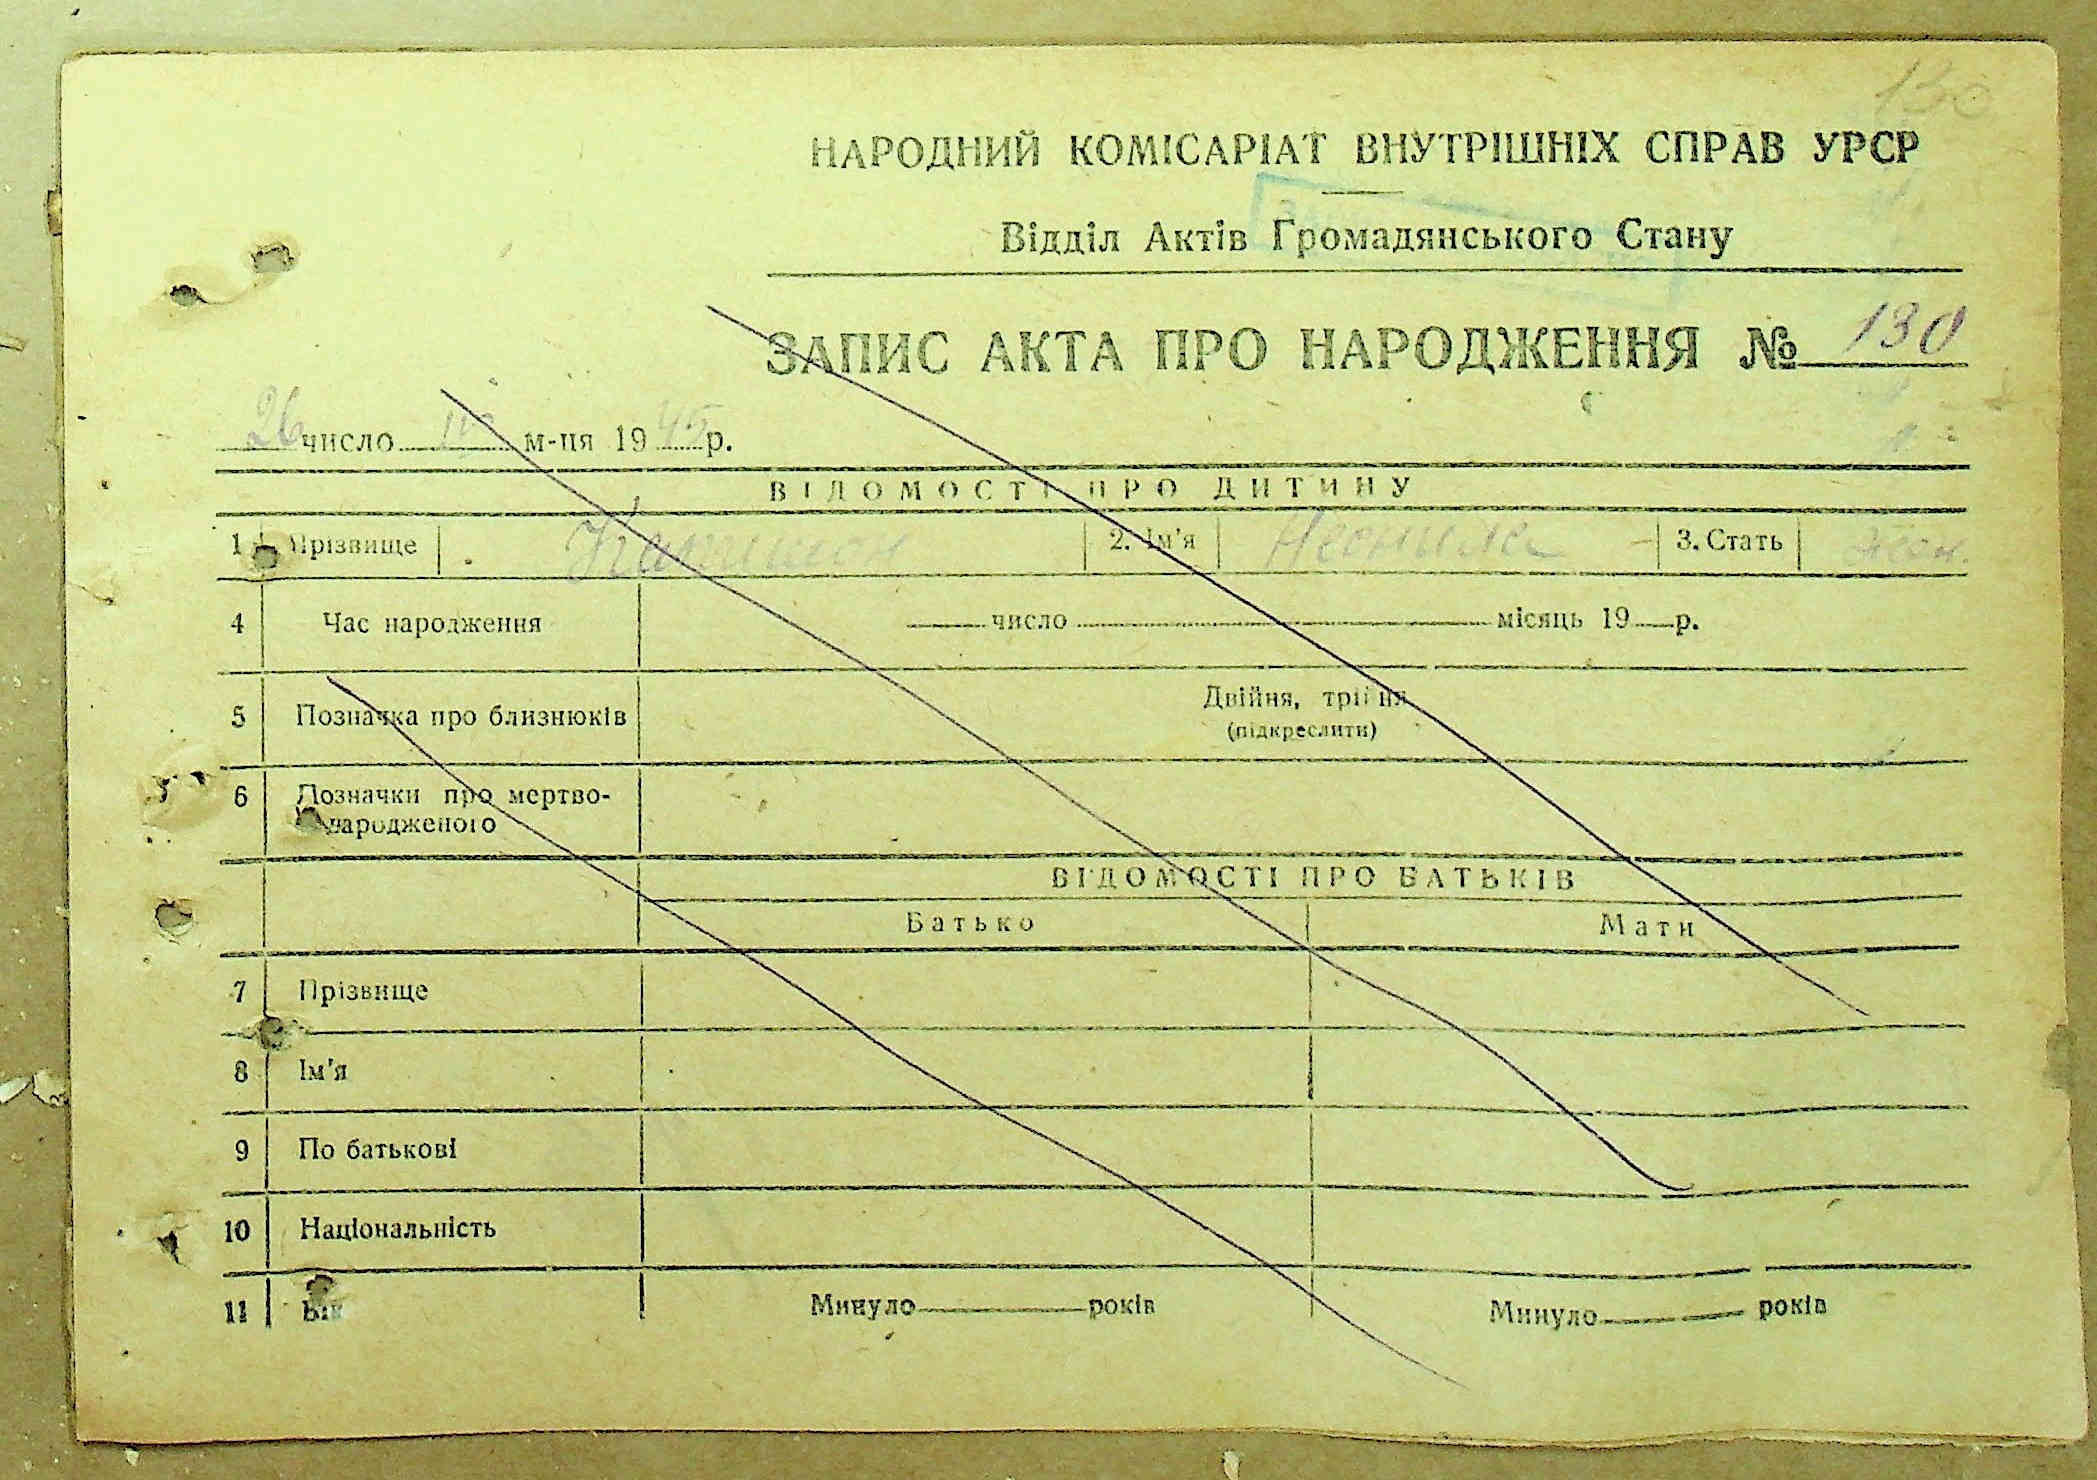 130
НАРОДНИЙ КОМІСАРІАТ ВНУТРІШНІХ СПРАВ УРСР
Відділ Актів Громадянського Стану
ЗАПИС АКТА ПРО НАРОДЖЕННЯ № 130
26 число м-ця 1945 р.
ВІДОМОСТІ ПРО ДИТИНУ
1 Прізвище 2. Ім'я 3. Стать жен.
4 Час народження число місяць 19 р.
5 Позначка про близнюків Двійня, трійня
(підкреслити)
6 Позначки про мертво-
народженого
ВІДОМОСТІ ПРО БАТЬКІВ
Батько Мати
7 Прізвище
8 Ім'я
9 По батькові
10 Національність
11 Вік Минуло років Минуло років